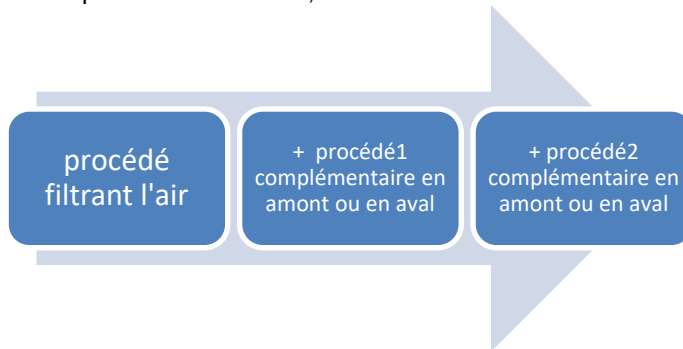 procédé
filtrant l'air
+ procédé1
complémentaire en
amont ou en aval
+ procédé2
complémentaire en
amont ou en aval